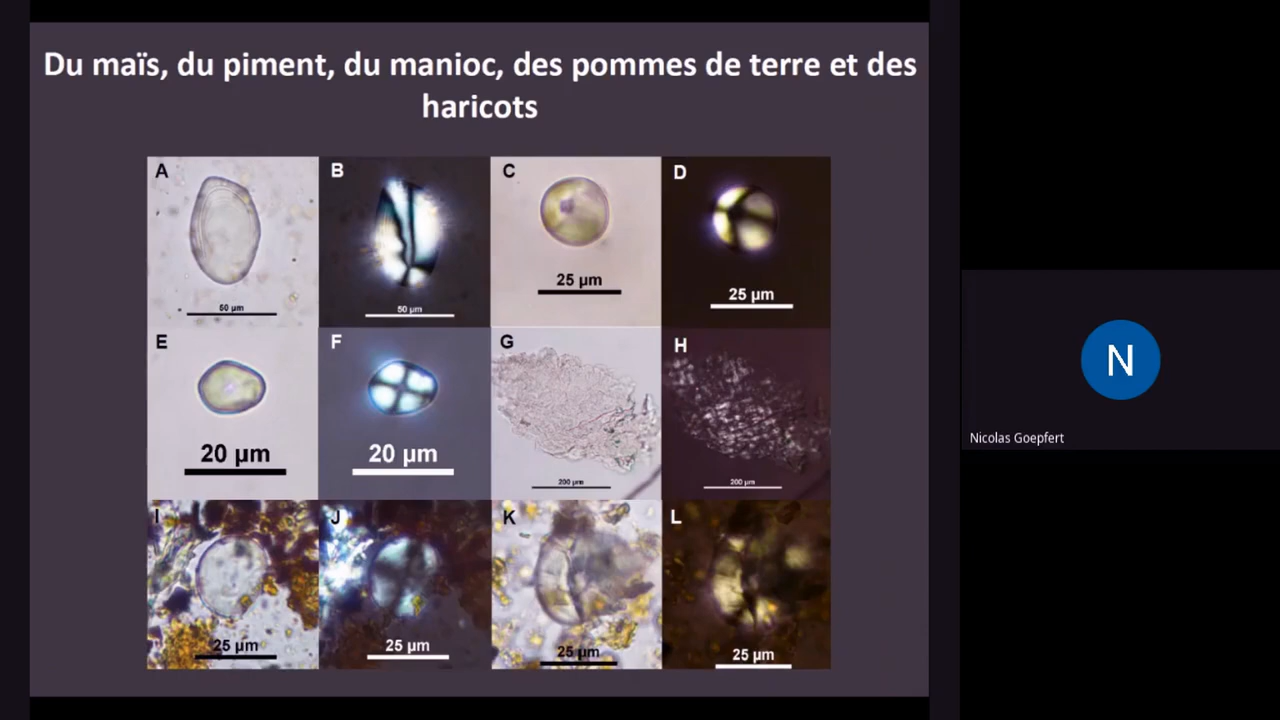 Du maïs, du piment, du manioc, des pommes de terre et des
haricots
A
B
C
D
50 µm
50 µm
25 µm
25 µm
E
F
G
H
20 µm
20 µm
200 µm
200 µm
I
J
K
L
25 µm
25 µm
25 µm
25 µm
N
Nicolas Goepfert